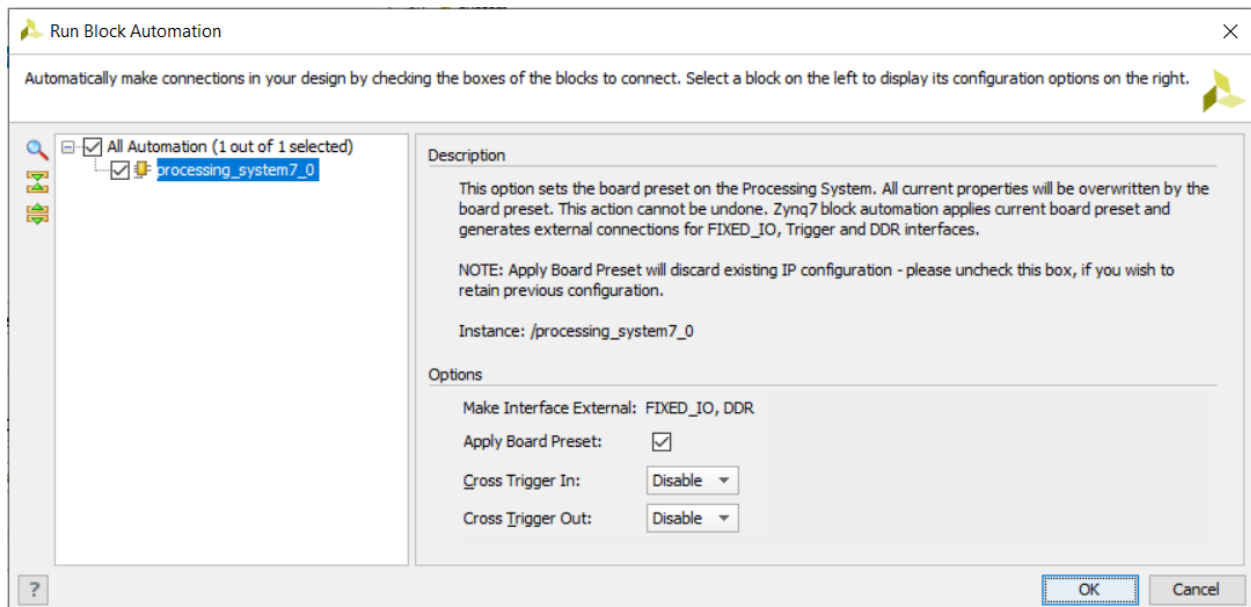 Run Block Automation
Automatically make connections in your design by checking the boxes of the blocks to connect. Select a block on the left to display its configuration options on the right.
All Automation (1 out of 1 selected)
processing_system7_0
Description
This option sets the board preset on the Processing System. All current properties will be overwritten by the
board preset. This action cannot be undone. Zynq7 block automation applies current board preset and
generates external connections for FIXED_IO, Trigger and DDR interfaces.
NOTE: Apply Board Preset will discard existing IP configuration - please uncheck this box, if you wish to
retain previous configuration.
Instance: /processing_system7_0
Options
Make Interface External: FIXED_IO, DDR
Apply Board Preset:
Cross Trigger In: Disable
Cross Trigger Out: Disable
? OK Cancel